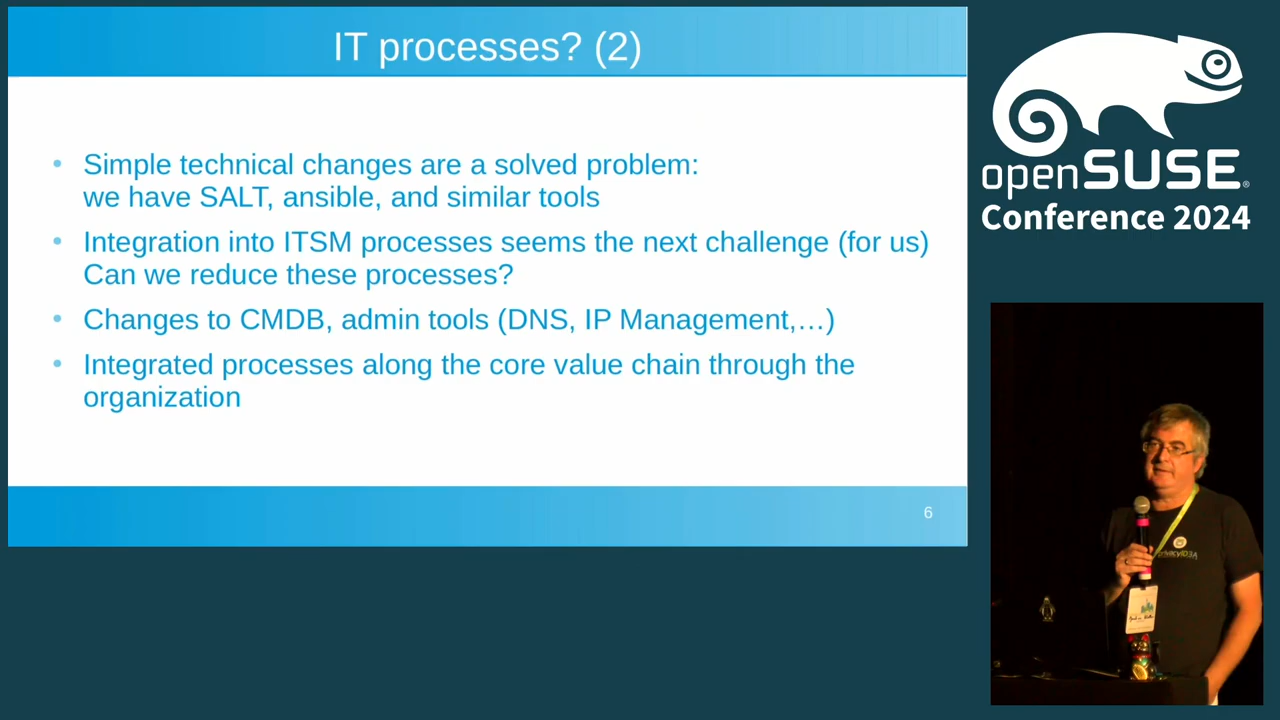 IT processes? (2)
• Simple technical changes are a solved problem:
we have SALT, ansible, and similar tools
• Integration into ITSM processes seems the next challenge (for us)
Can we reduce these processes?
• Changes to CMDB, admin tools (DNS, IP Management,…)
• Integrated processes along the core value chain through the
organization
6
openSUSE®
Conference 2024